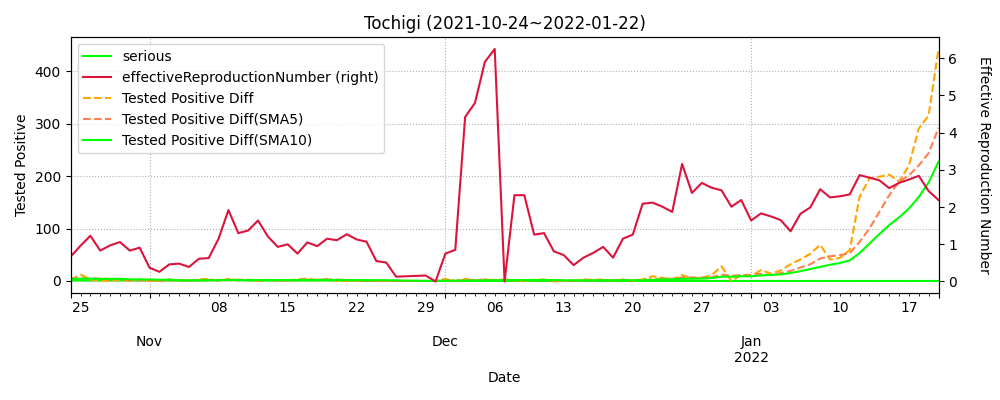 Tochigi (2021-10-24~2022-01-22)
serious
effectiveReproductionNumber (right)
Tested Positive Diff
Tested Positive Diff(SMA5)
Tested Positive Diff(SMA10)
Tested Positive
400
300
200
100
0
Effective Reproduction Number
6
5
4
3
2
1
0
25 08 15 22 29 06 13 20 27 03 10 17
Nov Dec Jan
2022
Date